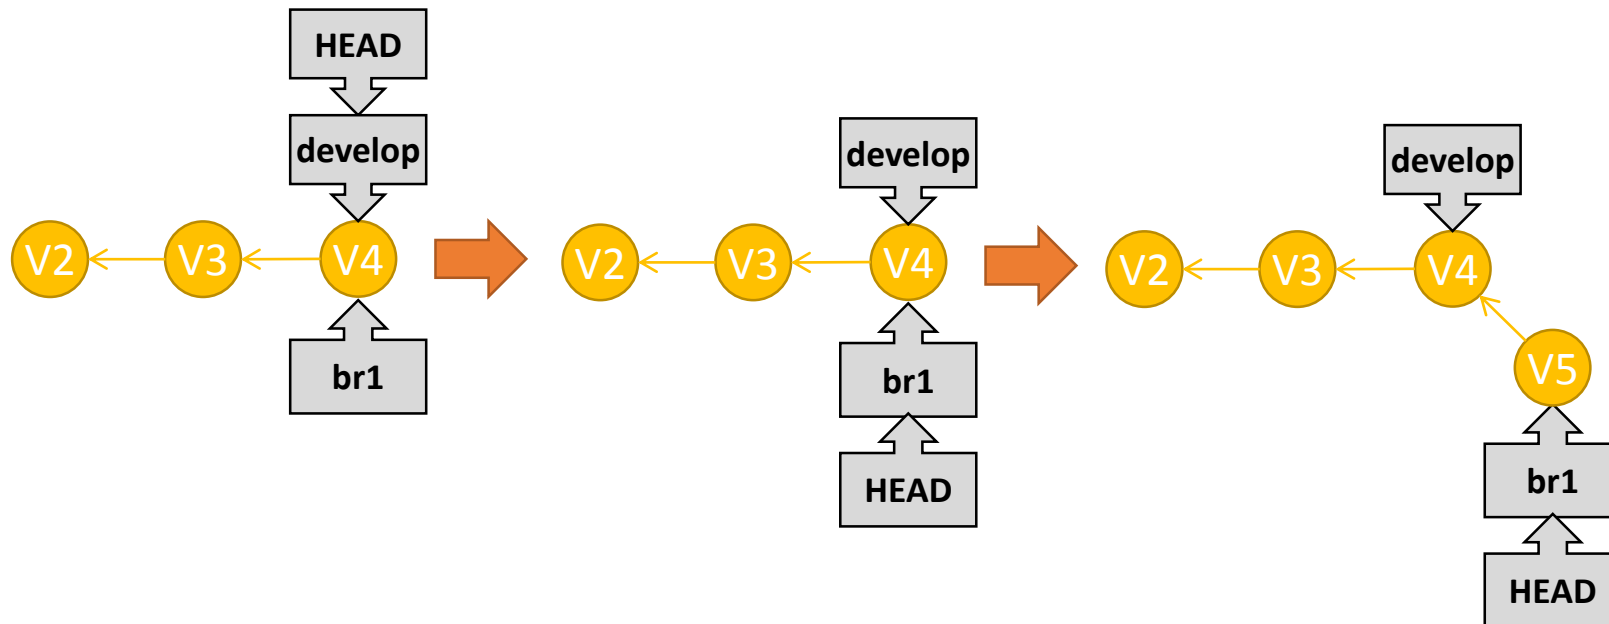 HEAD
develop
V2
V3
V4
br1
develop
V2
V3
V4
br1
HEAD
develop
V2
V3
V4
V5
br1
HEAD